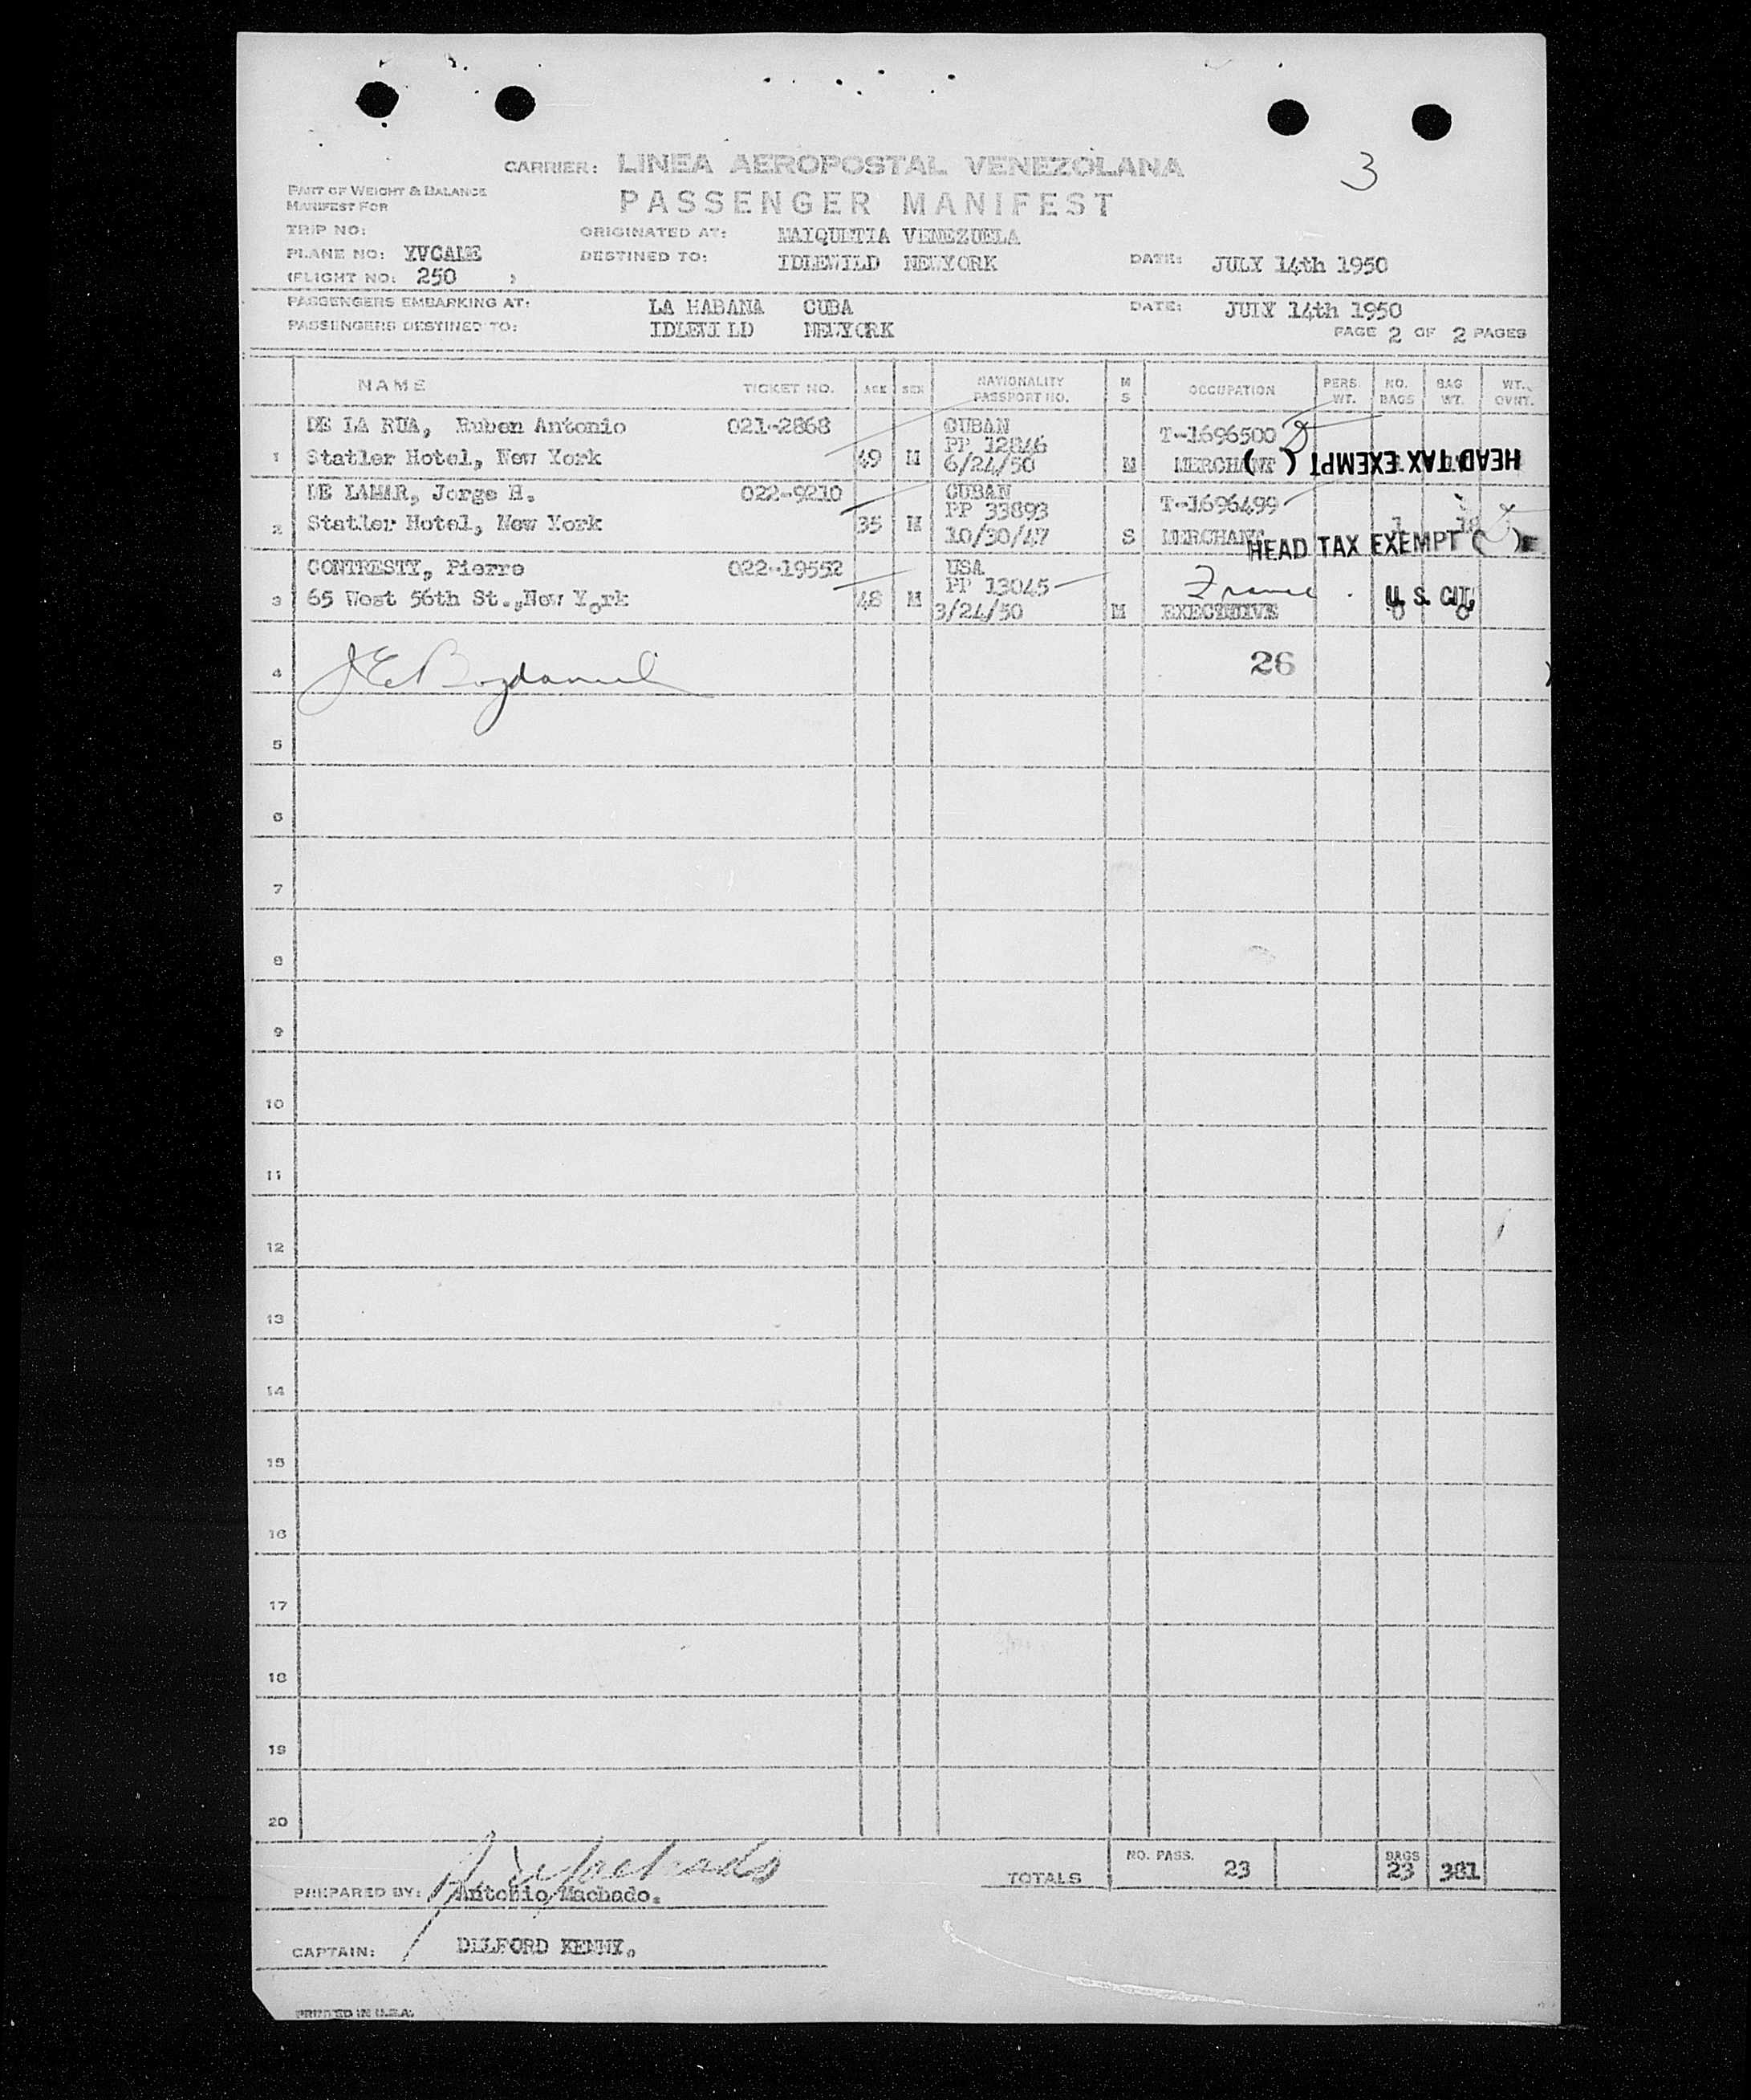 3
CARRIER: LINEA AEROPOSTAL VENEZOLANA
PART OF WEIGHT & BALANCE
MANIFEST FOR
PASSENGER MANIFEST
TRIP NO:
ORIGINATED AT: MAIQUETIA VENEZUELA
PLANE NO: YVCAME
DESTINED TO: IDLEWILD NEWYORK
DATE: JULY 14th 1950
(FLIGHT NO: 250 )
PASSENGERS EMBARKING AT: LA HABANA CUBA
DATE: JULY 14th 1950
PASSENGERS DESTINED TO: IDLEWI LD NEWYORK
PAGE 2 OF 2 PAGES
NAME TICKET NO. AGE SEX NATIONALITY PASSPORT NO. M S OCCUPATION PERS. WT. NO. BAGS BAG WT. WT. OVNT.
DE LA RUA, Ruben Antonio 021-2868 CUBAN T-1696500
PP 12846
1 Statler Hotel, New York 49 M 6/24/50 M MERCHANT HEAD TAX EXEMPT ( )
DE LAMAR, Jorge H. 022-9210 CUBAN T-1696499
PP 33893
2 Statler Hotel, New York 35 M 10/30/47 S MERCHANT 1 18
HEAD TAX EXEMPT ( )
CONTRESTY, Pierre 022-19552 USA
PP 13045 France
3 65 West 56th St.,New York 48 M 3/24/50 M EXECUTIVE U. S. CIT.
4 26
5
6
7
8
9
10
11
12
13
14
15
16
17
18
19
20
TOTALS NO. PASS. 23 BAGS 23 381
PREPARED BY: Antonio Machado.
CAPTAIN: DILFORD KENNY.
PRINTED IN U.S.A.